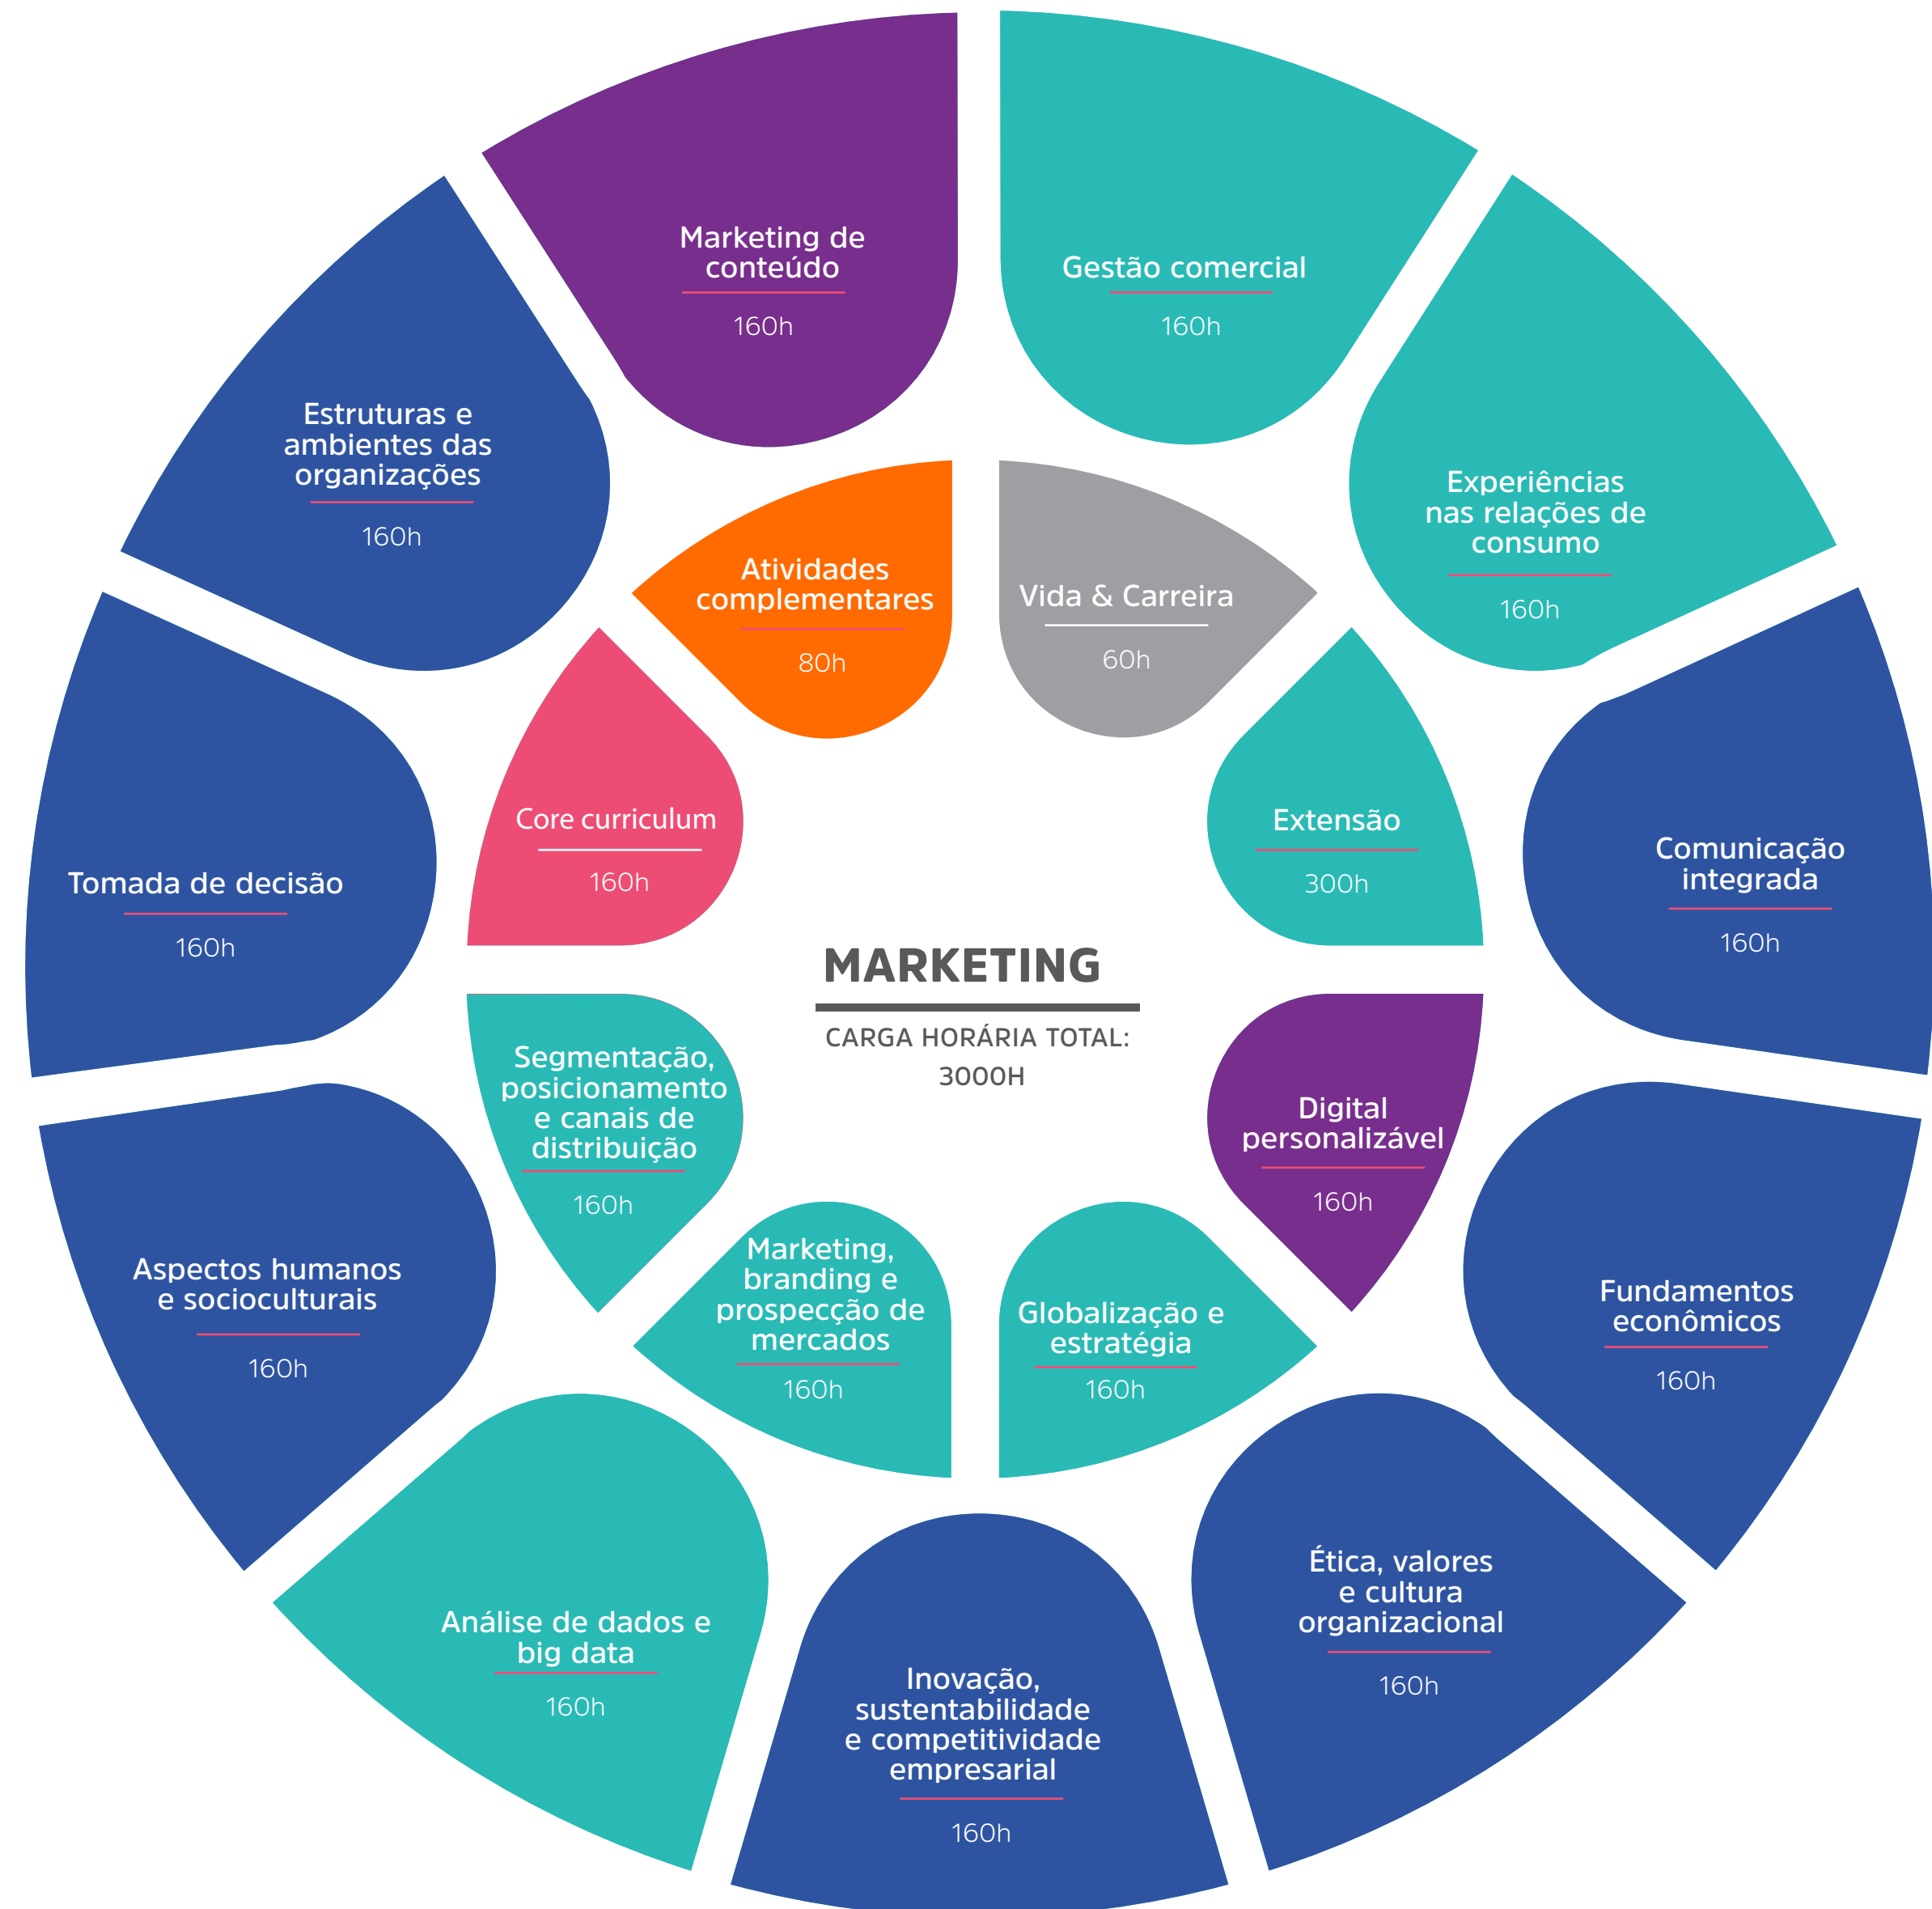 Marketing de
conteúdo
160h
Gestão comercial
160h
Estruturas e
ambientes das
organizações
160h
Experiências
nas relações de
consumo
160h
Atividades
complementares
80h
Vida & Carreira
60h
Core curriculum
160h
Extensão
300h
Tomada de decisão
160h
Comunicação
integrada
160h
MARKETING
CARGA HORÁRIA TOTAL:
3000H
Segmentação,
posicionamento
e canais de
distribuição
160h
Digital
personalizável
160h
Marketing,
branding e
prospecção de
mercados
160h
Globalização e
estratégia
160h
Aspectos humanos
e socioculturais
160h
Fundamentos
econômicos
160h
Análise de dados e
big data
160h
Inovação,
sustentabilidade
e competitividade
empresarial
160h
Ética, valores
e cultura
organizacional
160h